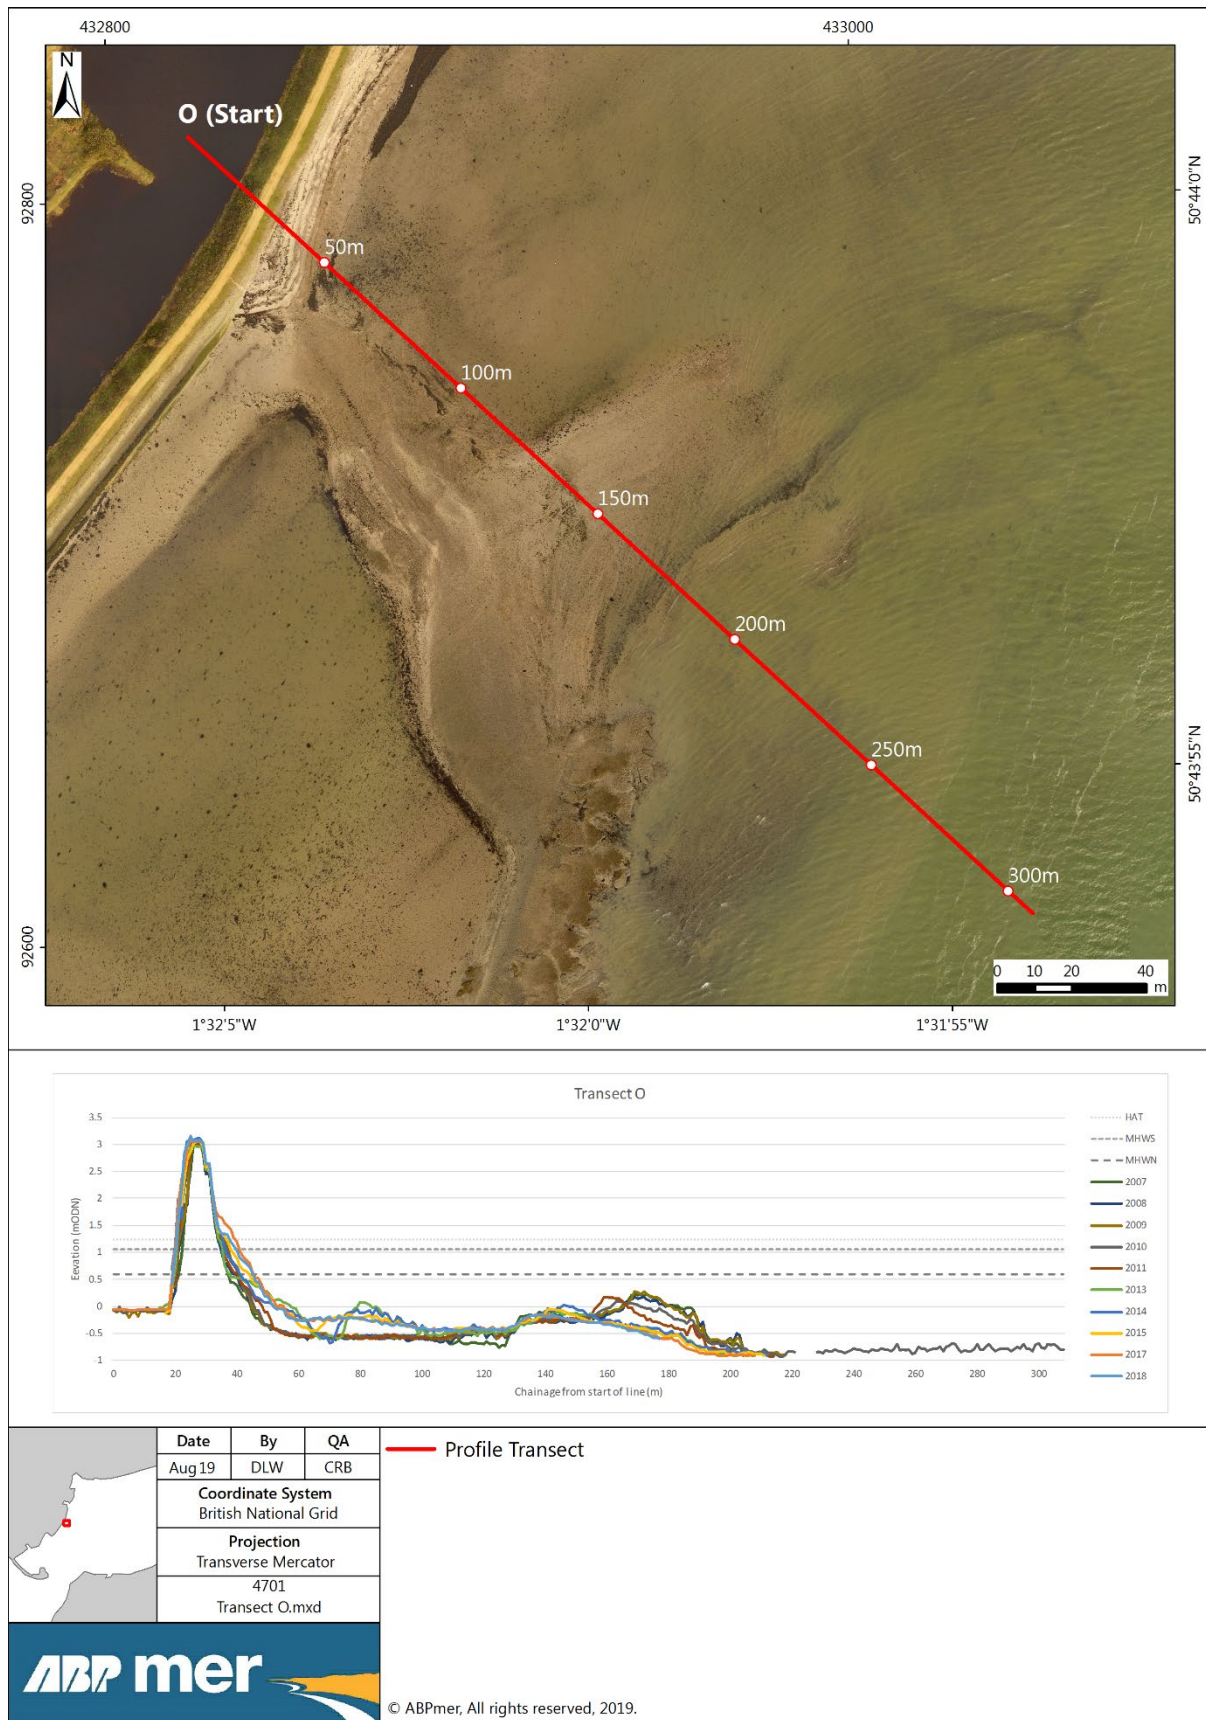 432800 433000
N
O (Start)
92800
50°44'0"N
50m
100m
150m
200m
250m
50°43'55"N
300m
92600
0 10 20 40
m
1°32'5"W 1°32'0"W 1°31'55"W
Transect O
3.5
3
2.5
2
1.5
1
0.5
0
-0.5
-1
Eevation (mODN)
0 20 40 60 80 100 120 140 160 180 200 220 240 260 280 300
Chainage from start of line (m)
HAT
MHWS
MHWN
2007
2008
2009
2010
2011
2013
2014
2015
2017
2018
Date By QA
Aug 19 DLW CRB
Coordinate System
British National Grid
Projection
Transverse Mercator
4701
Transect O.mxd
Profile Transect
ABP mer
© ABPmer, All rights reserved, 2019.